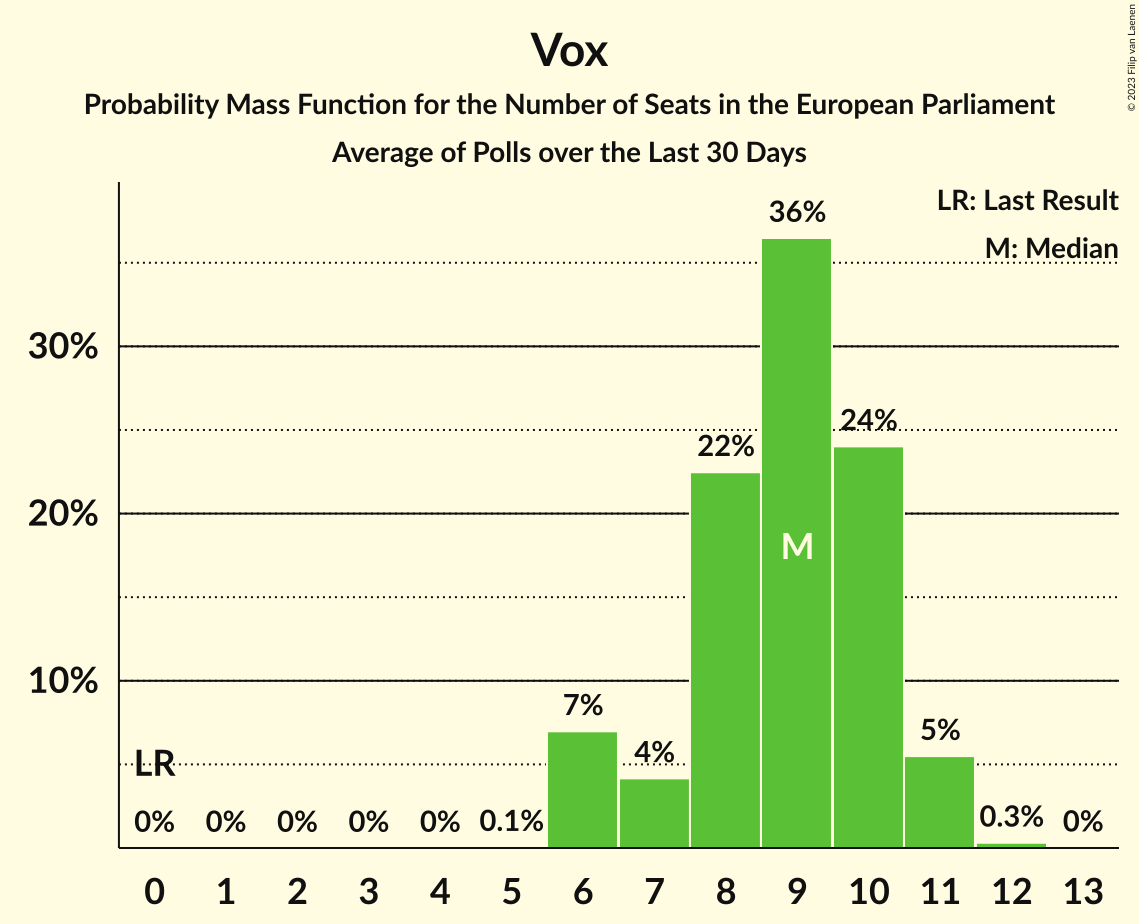 Vox
Probability Mass Function for the Number of Seats in the European Parliament
Average of Polls over the Last 30 Days
© 2023 Filip van Laenen
LR: Last Result
M: Median
36%
30%
24%
22%
20%
M
10%
7%
5%
4%
LR
0% 0% 0% 0% 0% 0.1% 0.3% 0%
0 1 2 3 4 5 6 7 8 9 10 11 12 13